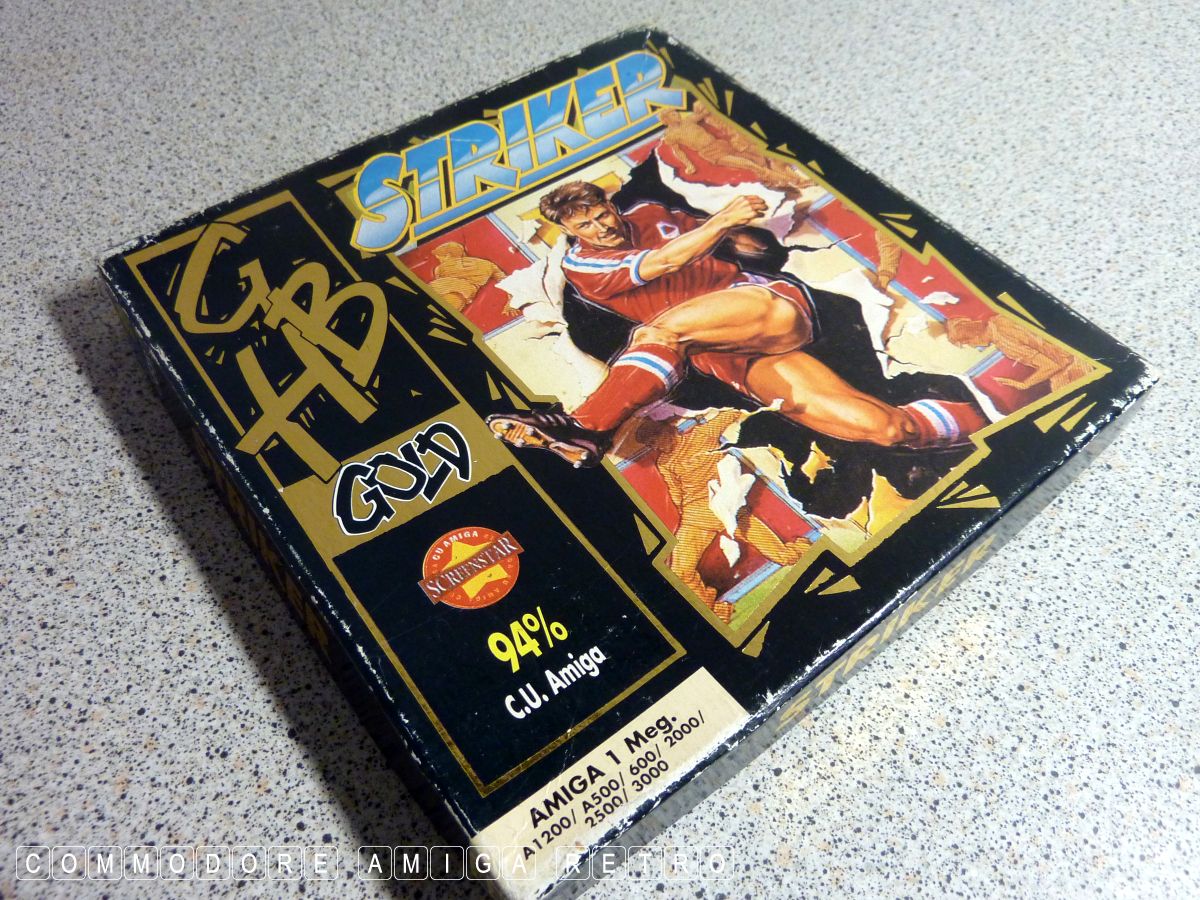 STRIKER
GBH
GOLD
CU AMIGA
SCREENSTAR
94%
C.U. Amiga
AMIGA 1 Meg.
A1200/ A500/ 600/ 2000/
2500/ 3000
STRIKER
COMMODORE AMIGA RETRO